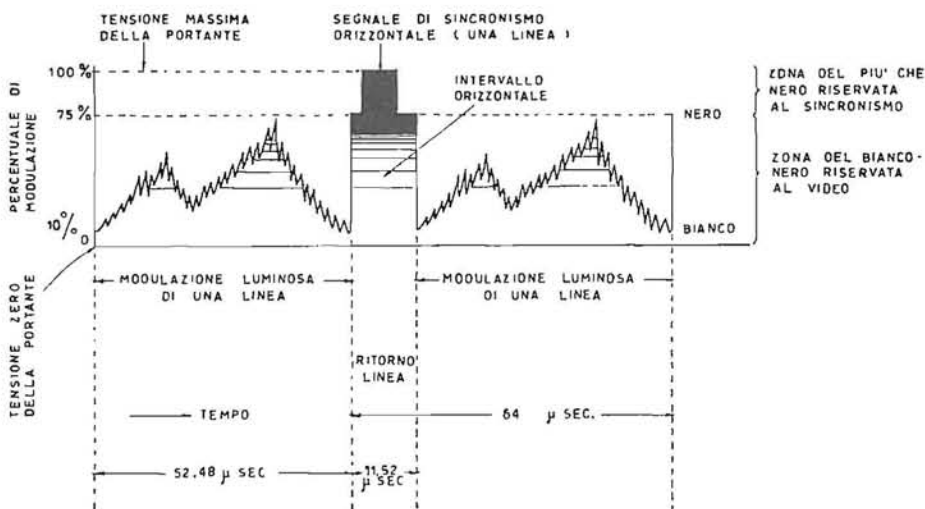 TENSIONE MASSIMA
DELLA PORTANTE
SEGNALE DI SINCRONISMO
ORIZZONTALE (UNA LINEA)
100%
75%
10%
0
PERCENTUALE DI
MODULAZIONE
INTERVALLO
ORIZZONTALE
NERO
BIANCO
ZONA DEL PIU' CHE
NERO RISERVATA
AL SINCRONISMO
ZONA DEL BIANCO-
NERO RISERVATA
AL VIDEO
TENSIONE ZERO
DELLA PORTANTE
MODULAZIONE LUMINOSA
DI UNA LINEA
MODULAZIONE LUMINOSA
DI UNA LINEA
RITORNO
LINEA
TEMPO
64 µ SEC.
52.48 µ SEC
11.52
µ SEC